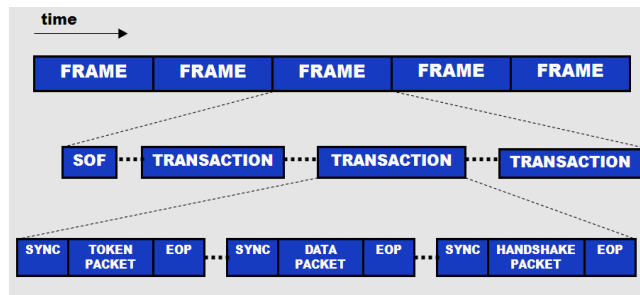 time
FRAME FRAME FRAME FRAME FRAME
SOF TRANSACTION TRANSACTION TRANSACTION
SYNC TOKEN PACKET EOP SYNC DATA PACKET EOP SYNC HANDSHAKE PACKET EOP